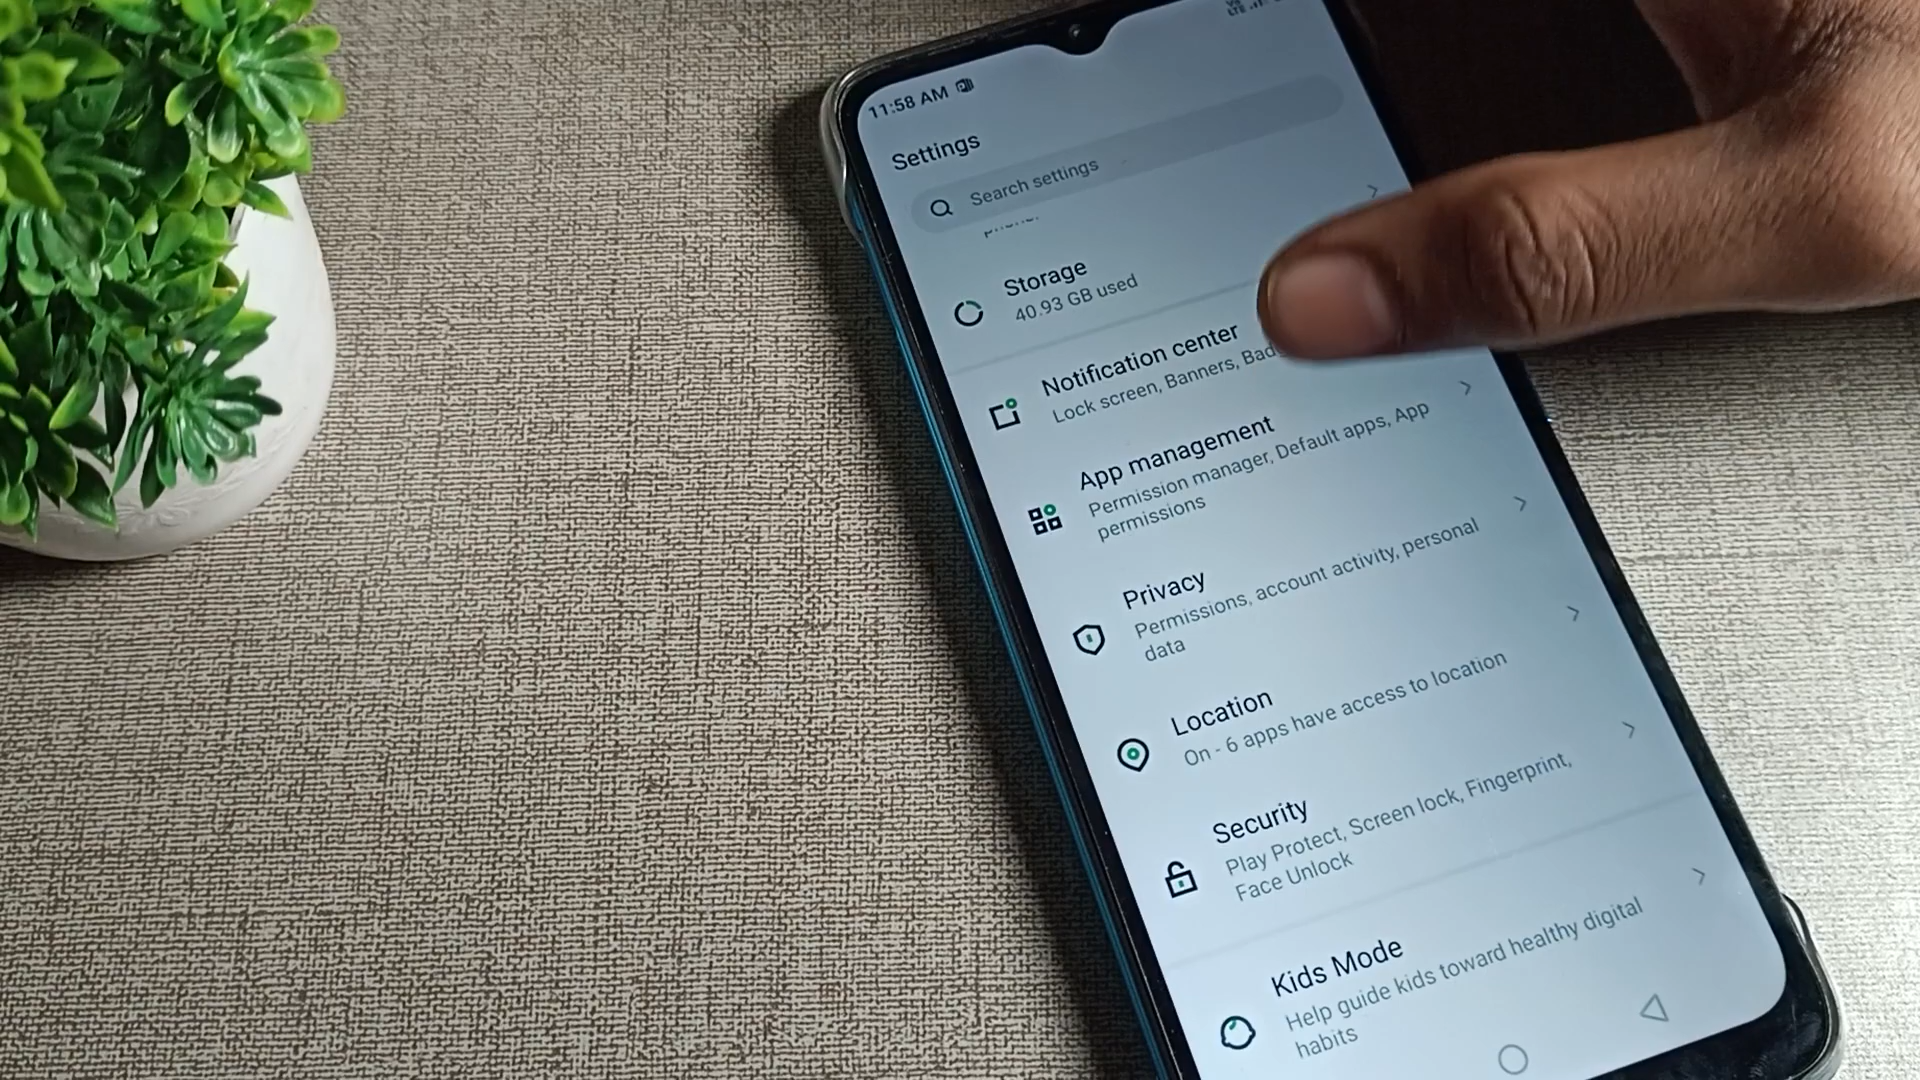 11:58 AM
Settings
Search settings
Storage
40.93 GB used
Notification center
Lock screen, Banners,
App management
Permission manager, Default apps, App
permissions
Privacy
Permissions, account activity, personal
data
Location
On - 6 apps have access to location
Security
Play Protect, Screen lock, Fingerprint,
Face Unlock
Kids Mode
Help guide kids toward healthy digital
habits